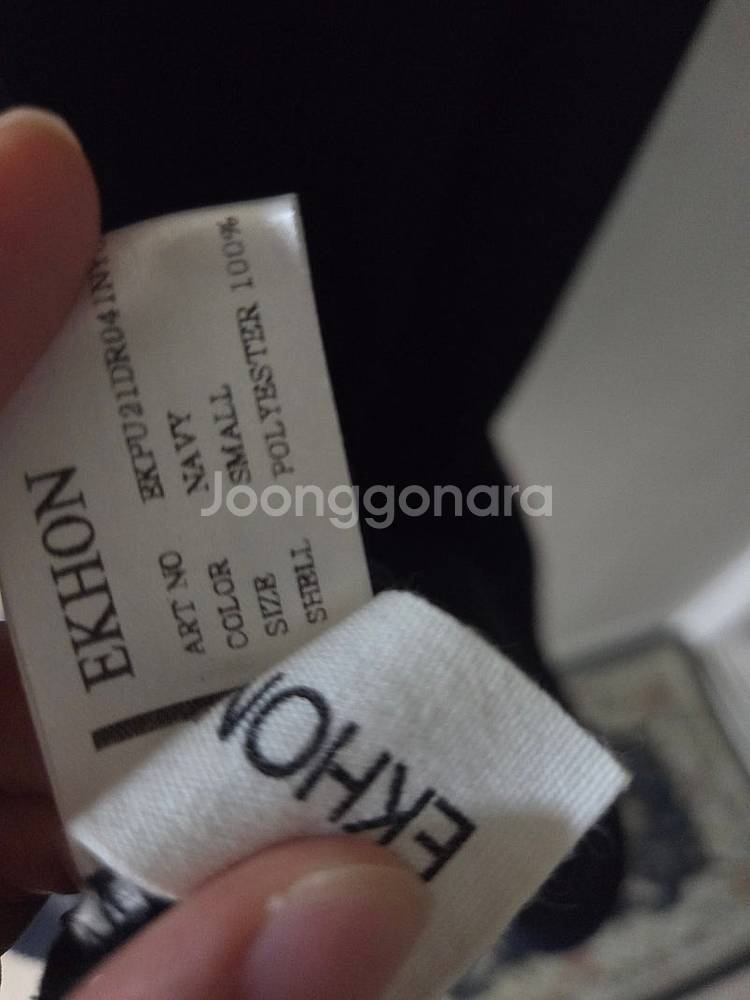 EKHON
ART NO EKPU21DR041NV
COLOR NAVY
SIZE SMALL
SHELL POLYESTER 100%
EKHON
Joonggonara